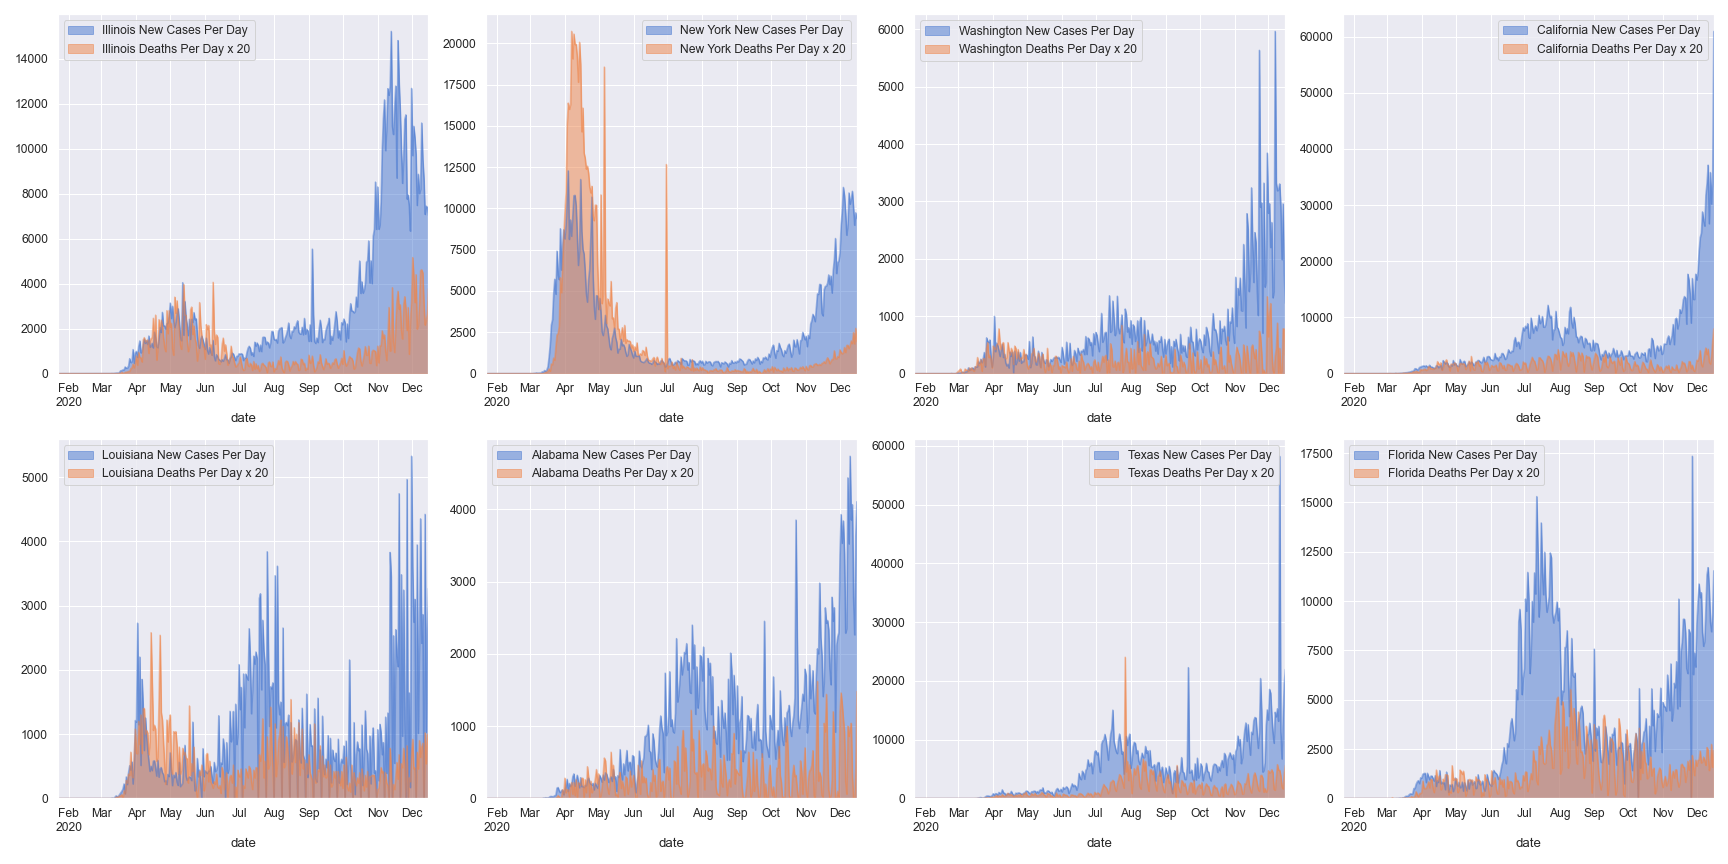 Illinois New Cases Per Day
Illinois Deaths Per Day x 20
14000
12000
10000
8000
6000
4000
2000
0
Feb Mar Apr May Jun Jul Aug Sep Oct Nov Dec
2020
date
New York New Cases Per Day
New York Deaths Per Day x 20
20000
17500
15000
12500
10000
7500
5000
2500
0
Feb Mar Apr May Jun Jul Aug Sep Oct Nov Dec
2020
date
Washington New Cases Per Day
Washington Deaths Per Day x 20
6000
5000
4000
3000
2000
1000
0
Feb Mar Apr May Jun Jul Aug Sep Oct Nov Dec
2020
date
California New Cases Per Day
California Deaths Per Day x 20
60000
50000
40000
30000
20000
10000
0
Feb Mar Apr May Jun Jul Aug Sep Oct Nov Dec
2020
date
Louisiana New Cases Per Day
Louisiana Deaths Per Day x 20
5000
4000
3000
2000
1000
0
Feb Mar Apr May Jun Jul Aug Sep Oct Nov Dec
2020
date
Alabama New Cases Per Day
Alabama Deaths Per Day x 20
4000
3000
2000
1000
0
Feb Mar Apr May Jun Jul Aug Sep Oct Nov Dec
2020
date
Texas New Cases Per Day
Texas Deaths Per Day x 20
60000
50000
40000
30000
20000
10000
0
Feb Mar Apr May Jun Jul Aug Sep Oct Nov Dec
2020
date
Florida New Cases Per Day
Florida Deaths Per Day x 20
17500
15000
12500
10000
7500
5000
2500
0
Feb Mar Apr May Jun Jul Aug Sep Oct Nov Dec
2020
date